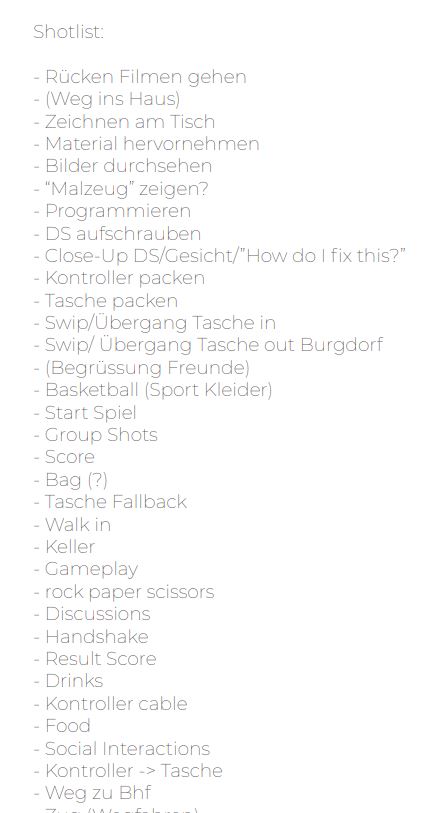 Shotlist:
- Rücken Filmen gehen
- (Weg ins Haus)
- Zeichnen am Tisch
- Material hervornehmen
- Bilder durchsehen
- “Malzeug” zeigen?
- Programmieren
- DS aufschrauben
- Close-Up DS/Gesicht/”How do I fix this?”
- Kontroller packen
- Tasche packen
- Swip/Übergang Tasche in
- Swip/ Übergang Tasche out Burgdorf
- (Begrüssung Freunde)
- Basketball (Sport Kleider)
- Start Spiel
- Group Shots
- Score
- Bag (?)
- Tasche Fallback
- Walk in
- Keller
- Gameplay
- rock paper scissors
- Discussions
- Handshake
- Result Score
- Drinks
- Kontroller cable
- Food
- Social Interactions
- Kontroller -> Tasche
- Weg zu Bhf
- Zug (Wegfahren)